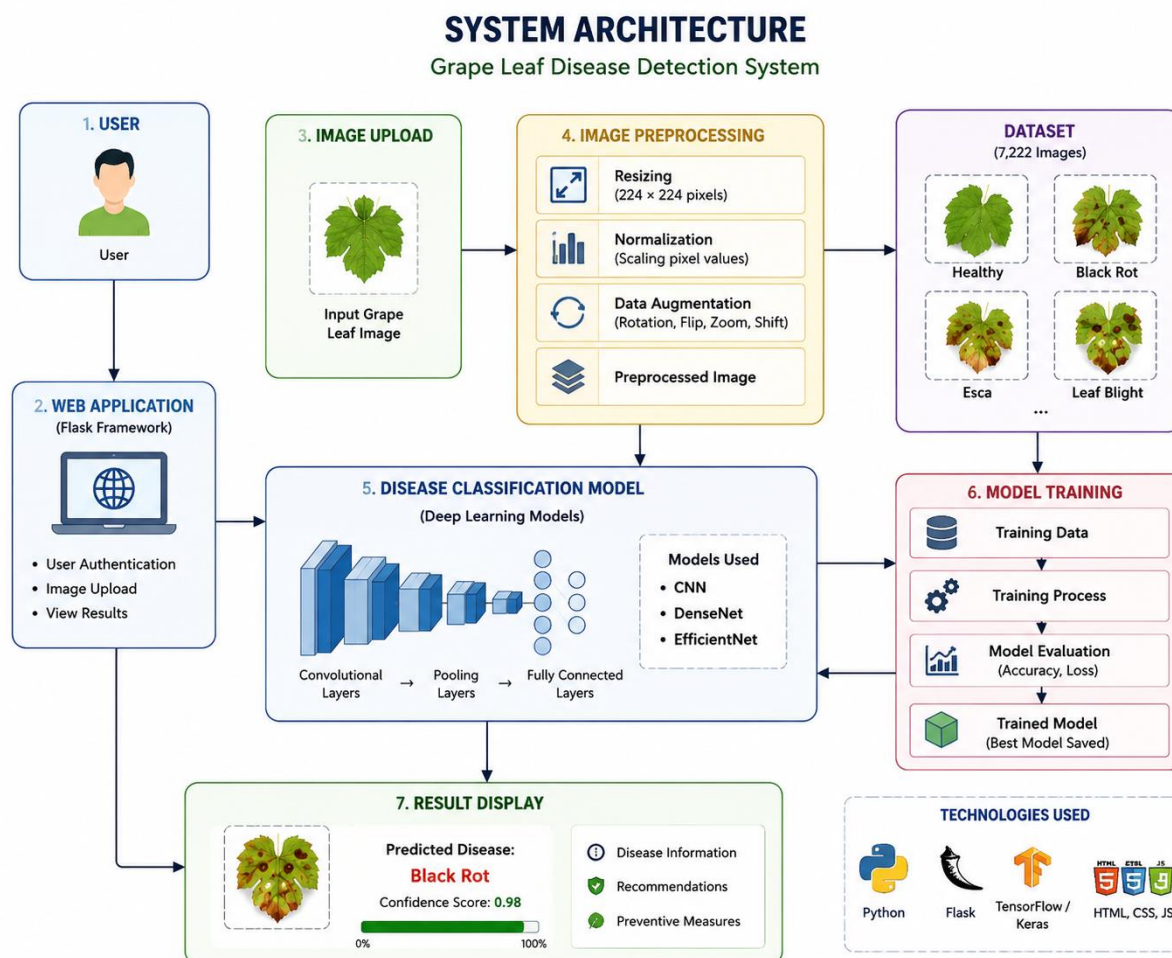 SYSTEM ARCHITECTURE
Grape Leaf Disease Detection System
1. USER
User
2. WEB APPLICATION
(Flask Framework)
• User Authentication
• Image Upload
• View Results
3. IMAGE UPLOAD
Input Grape
Leaf Image
4. IMAGE PREPROCESSING
Resizing
(224 × 224 pixels)
Normalization
(Scaling pixel values)
Data Augmentation
(Rotation, Flip, Zoom, Shift)
Preprocessed Image
DATASET
(7,222 Images)
Healthy
Black Rot
Esca
Leaf Blight
...
5. DISEASE CLASSIFICATION MODEL
(Deep Learning Models)
Convolutional
Layers
→
Pooling
Layers
→
Fully Connected
Layers
Models Used
• CNN
• DenseNet
• EfficientNet
6. MODEL TRAINING
Training Data
Training Process
Model Evaluation
(Accuracy, Loss)
Trained Model
(Best Model Saved)
7. RESULT DISPLAY
Predicted Disease:
Black Rot
Confidence Score: 0.98
0% 100%
Disease Information
Recommendations
Preventive Measures
TECHNOLOGIES USED
Python
Flask
TensorFlow /
Keras
HTML
5
5
JS
HTML, CSS, JS